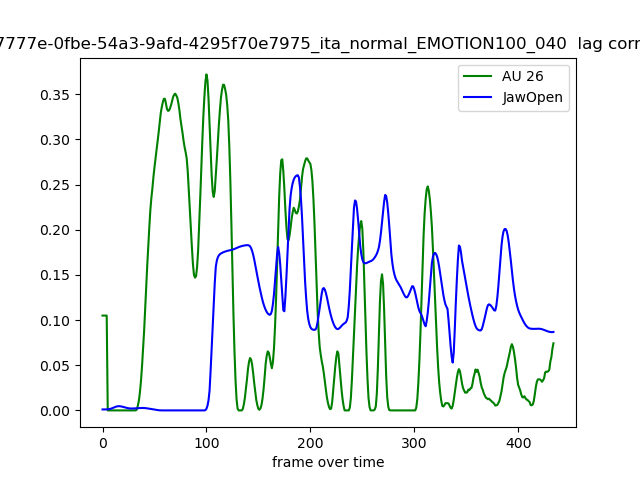 7777e-0fbe-54a3-9afd-4295f70e7975_ita_normal_EMOTION100_040 lag corr
AU 26
JawOpen
0.35
0.30
0.25
0.20
0.15
0.10
0.05
0.00
0 100 200 300 400
frame over time